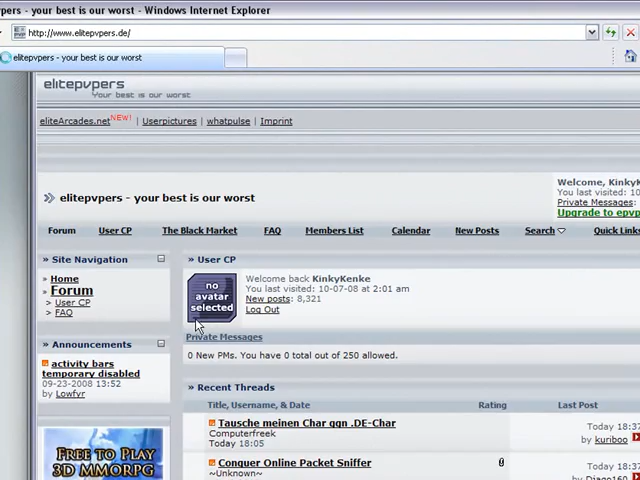 pers - your best is our worst - Windows Internet Explorer
http://www.elitepvpers.de/
elitepvpers - your best is our worst
elitepvpers
Your best is our worst
eliteArcades.net NEW! | Userpictures | whatpulse | Imprint
elitepvpers - your best is our worst
Welcome, KinkyK
You last visited: 10
Private Messages:
Upgrade to epvp
Forum User CP The Black Market FAQ Members List Calendar New Posts Search Quick Links
» Site Navigation
Home
Forum
> User CP
> FAQ
» Announcements
activity bars
temporary disabled
09-23-2008 13:52
by Lowfyr
FREE TO PLAY
3D MMORPG
» User CP
no
avatar
selected
Welcome back KinkyKenke
You last visited: 10-07-08 at 2:01 am
New posts: 8,321
Log Out
Private Messages
0 New PMs. You have 0 total out of 250 allowed.
» Recent Threads
Title, Username, & Date Rating Last Post
Tausche meinen Char ggn .DE-Char
Computerfreek
Today 18:05
Today 18:37
by kuriboo
Conquer Online Packet Sniffer
~Unknown~
Today 18:37
by Diago160